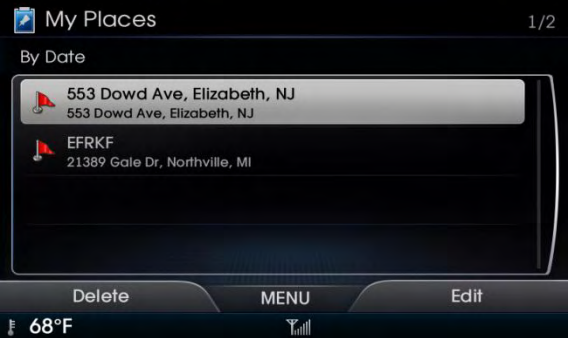 My Places 1/2
By Date
553 Dowd Ave, Elizabeth, NJ
553 Dowd Ave, Elizabeth, NJ
EFRKF
21389 Gale Dr, Northville, MI
Delete MENU Edit
68°F